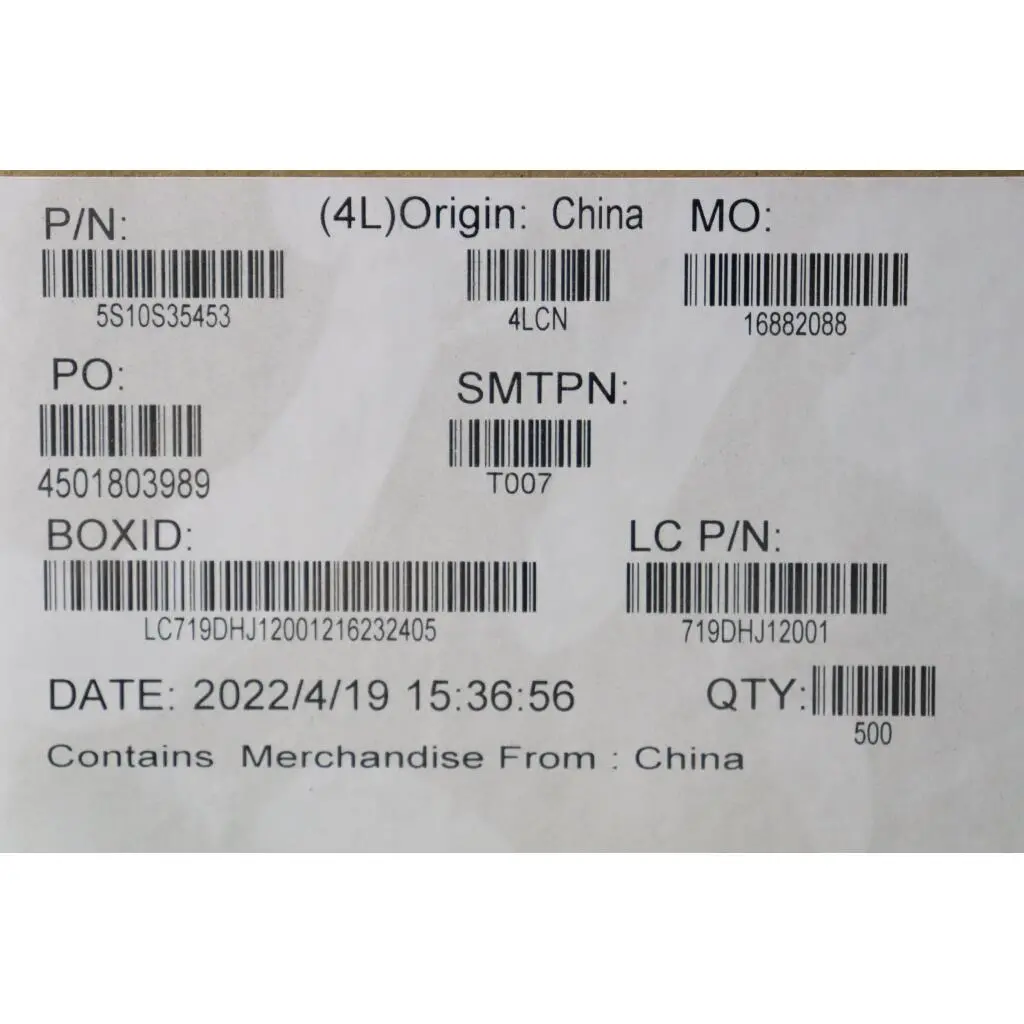 P/N: (4L)Origin: China MO:
5S10S35453 4LCN 16882088
PO: SMTPN:
4501803989 T007
BOXID: LC P/N:
LC719DHJ12001216232405 719DHJ12001
DATE: 2022/4/19 15:36:56 QTY:
500
Contains Merchandise From : China